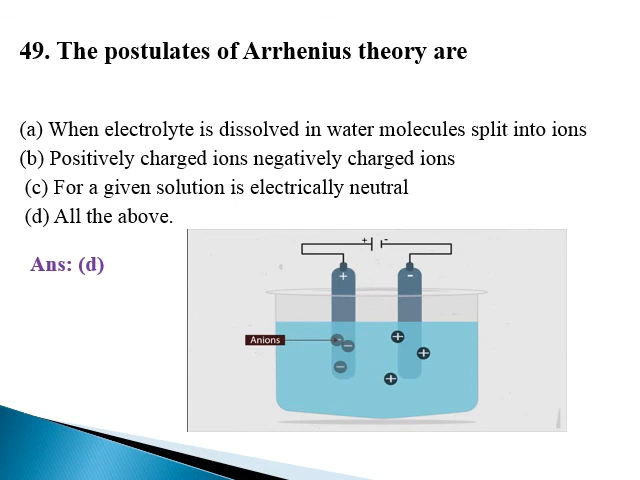 49. The postulates of Arrhenius theory are
(a) When electrolyte is dissolved in water molecules split into ions
(b) Positively charged ions negatively charged ions
(c) For a given solution is electrically neutral
(d) All the above.
Ans: (d)
+ -
+ -
Anions